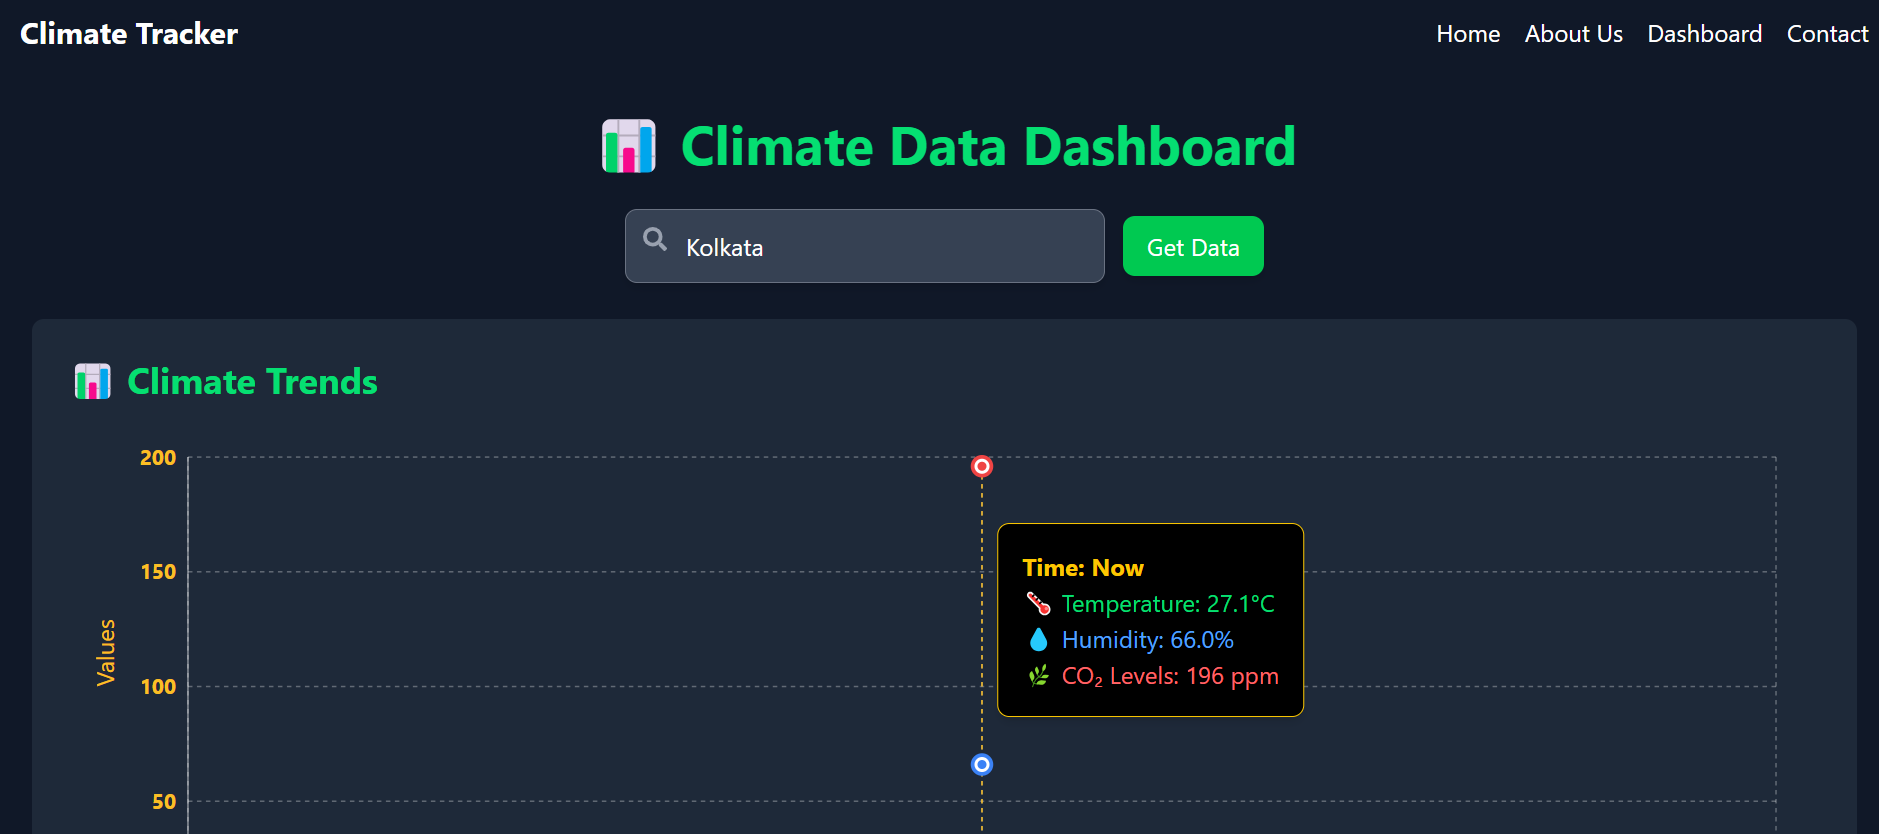 Climate Tracker
Home About Us Dashboard Contact
Climate Data Dashboard
Kolkata
Get Data
Climate Trends
200
150
100
50
Values
Time: Now
Temperature: 27.1°C
Humidity: 66.0%
CO₂ Levels: 196 ppm